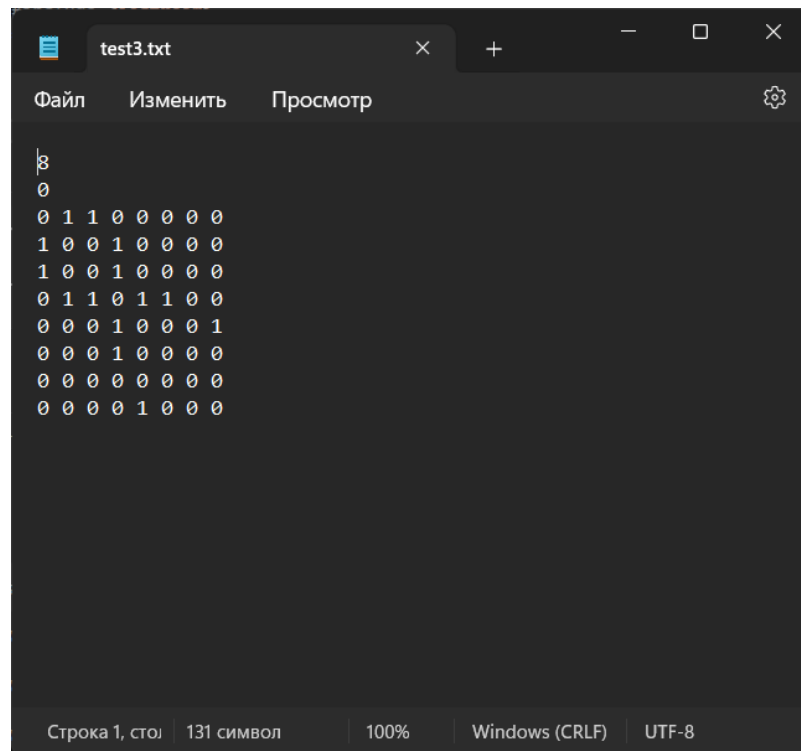 test3.txt
Файл Изменить Просмотр
8
0
0 1 1 0 0 0 0 0
1 0 0 1 0 0 0 0
1 0 0 1 0 0 0 0
0 1 1 0 1 1 0 0
0 0 0 1 0 0 0 1
0 0 0 1 0 0 0 0
0 0 0 0 0 0 0 0
0 0 0 0 1 0 0 0
Строка 1, 131 символ 100% Windows (CRLF) UTF-8